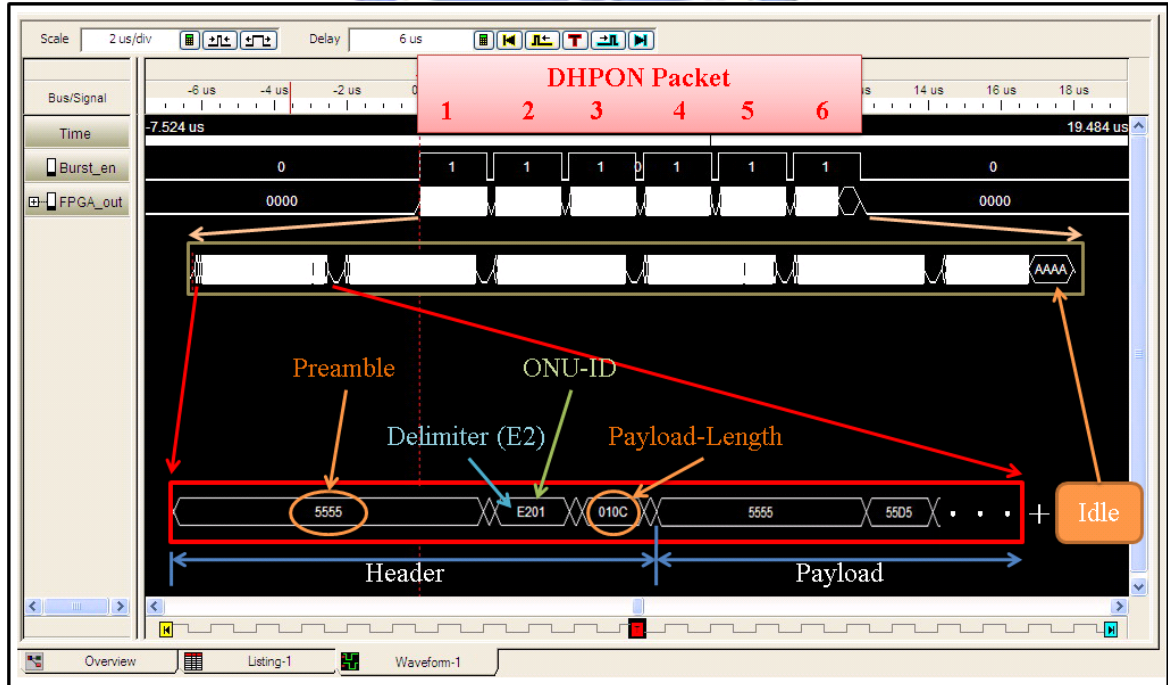 Scale 2 us/div Delay 6 us T
DHPON Packet
Bus/Signal -6 us -4 us -2 us 0 1 2 3 4 5 6 us 14 us 16 us 18 us
Time -7.524 us 19.484 us
Burst_en 0 1 1 1 0 1 1 1 0
FPGA_out 0000 0000
AAAA
Preamble ONU-ID
Delimiter (E2) Payload-Length
5555 E201 010C 5555 55D5 · · · + Idle
Header Payload
Overview Listing-1 Waveform-1